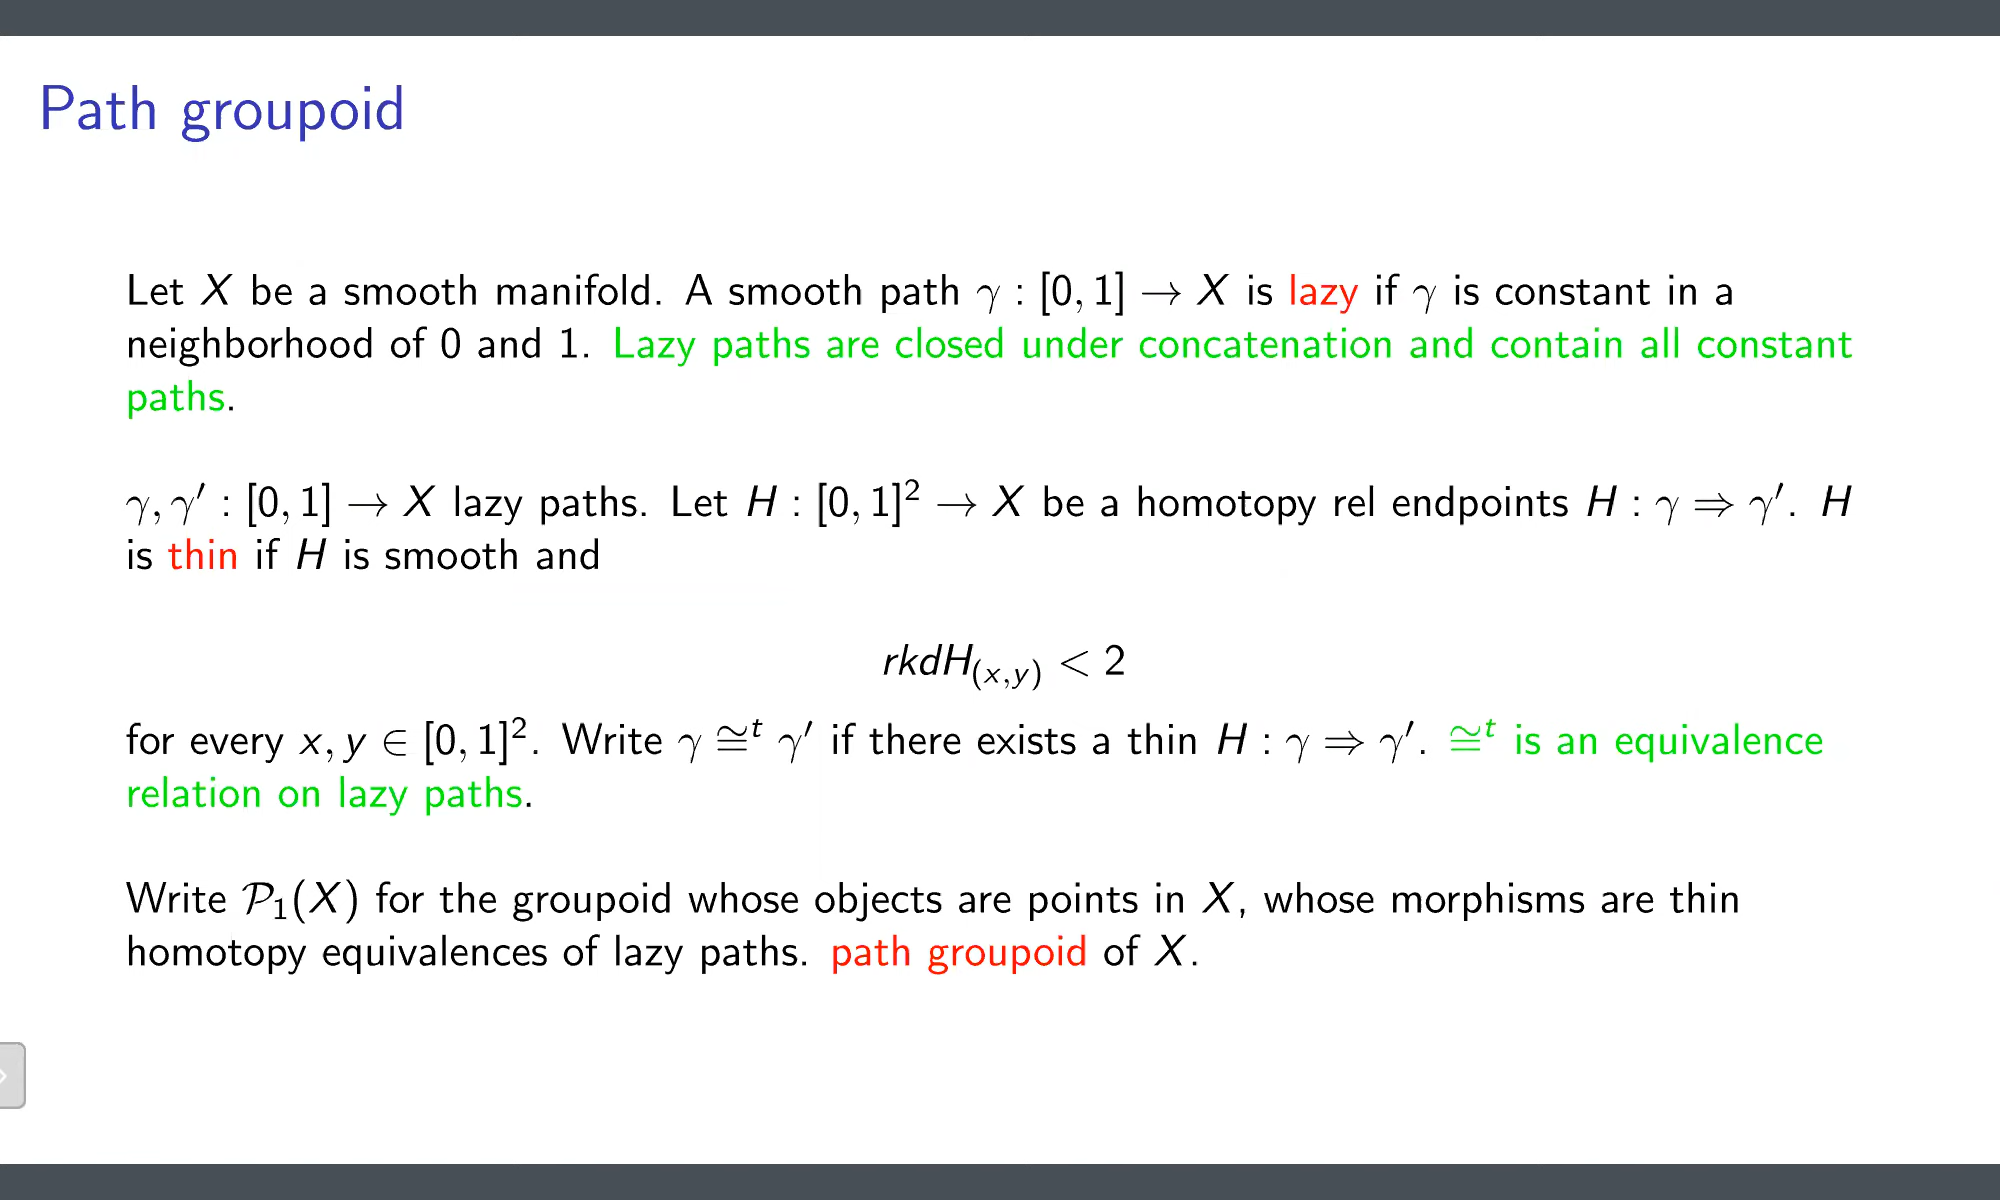 Path groupoid
Let X be a smooth manifold. A smooth path γ : [0, 1] → X is lazy if γ is constant in a
neighborhood of 0 and 1. Lazy paths are closed under concatenation and contain all constant
paths.
γ, γ′ : [0, 1] → X lazy paths. Let H : [0, 1]² → X be a homotopy rel endpoints H : γ ⇒ γ′. H
is thin if H is smooth and
rkdH₍ₓ,ᵧ₎ < 2
for every x, y ∈ [0, 1]². Write γ ≅ᵗ γ′ if there exists a thin H : γ ⇒ γ′. ≅ᵗ is an equivalence
relation on lazy paths.
Write 𝒫₁(X) for the groupoid whose objects are points in X, whose morphisms are thin
homotopy equivalences of lazy paths. path groupoid of X.